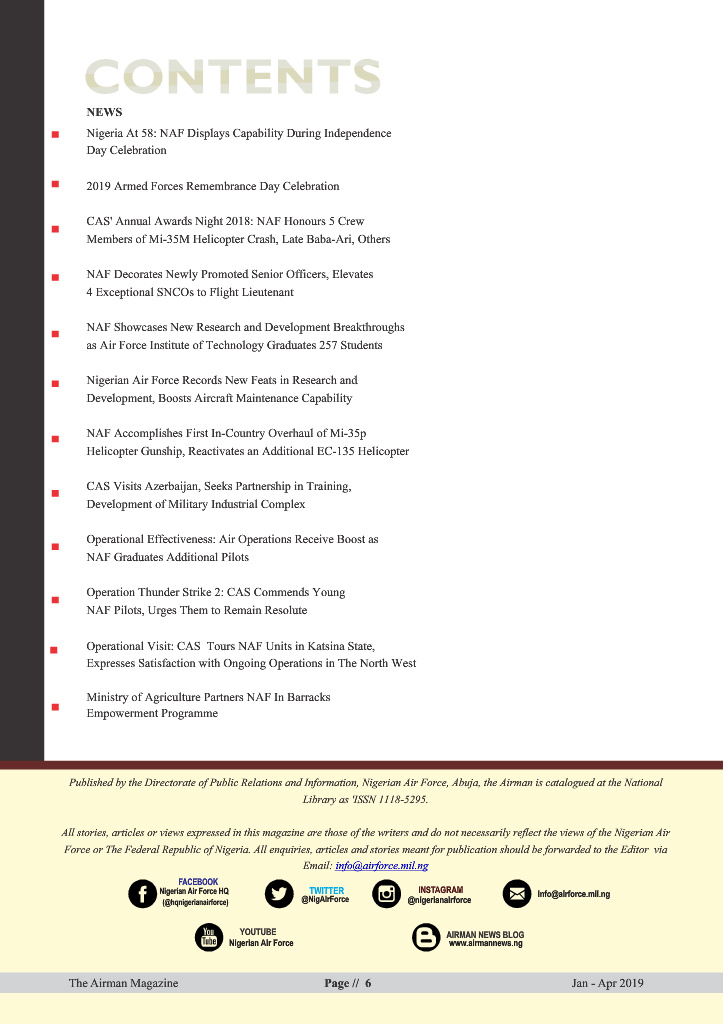 CONTENTS
NEWS
Nigeria At 58: NAF Displays Capability During Independence
Day Celebration
2019 Armed Forces Remembrance Day Celebration
CAS' Annual Awards Night 2018: NAF Honours 5 Crew
Members of Mi-35M Helicopter Crash, Late Baba-Ari, Others
NAF Decorates Newly Promoted Senior Officers, Elevates
4 Exceptional SNCOs to Flight Lieutenant
NAF Showcases New Research and Development Breakthroughs
as Air Force Institute of Technology Graduates 257 Students
Nigerian Air Force Records New Feats in Research and
Development, Boosts Aircraft Maintenance Capability
NAF Accomplishes First In-Country Overhaul of Mi-35p
Helicopter Gunship, Reactivates an Additional EC-135 Helicopter
CAS Visits Azerbaijan, Seeks Partnership in Training,
Development of Military Industrial Complex
Operational Effectiveness: Air Operations Receive Boost as
NAF Graduates Additional Pilots
Operation Thunder Strike 2: CAS Commends Young
NAF Pilots, Urges Them to Remain Resolute
Operational Visit: CAS Tours NAF Units in Katsina State,
Expresses Satisfaction with Ongoing Operations in The North West
Ministry of Agriculture Partners NAF In Barracks
Empowerment Programme
Published by the Directorate of Public Relations and Information, Nigerian Air Force, Abuja, the Airman is catalogued at the National
Library as 'ISSN 1118-5295.
All stories, articles or views expressed in this magazine are those of the writers and do not necessarily reflect the views of the Nigerian Air
Force or The Federal Republic of Nigeria. All enquiries, articles and stories meant for publication should be forwarded to the Editor via
Email: info@airforce.mil.ng
FACEBOOK
Nigerian Air Force HQ
(@hqnigerianairforce)
TWITTER
@NigAirForce
INSTAGRAM
@nigerianairforce
info@airforce.mil.ng
You
Tube
YOUTUBE
Nigerian Air Force
AIRMAN NEWS BLOG
www.airmannews.ng
The Airman Magazine
Page // 6
Jan - Apr 2019